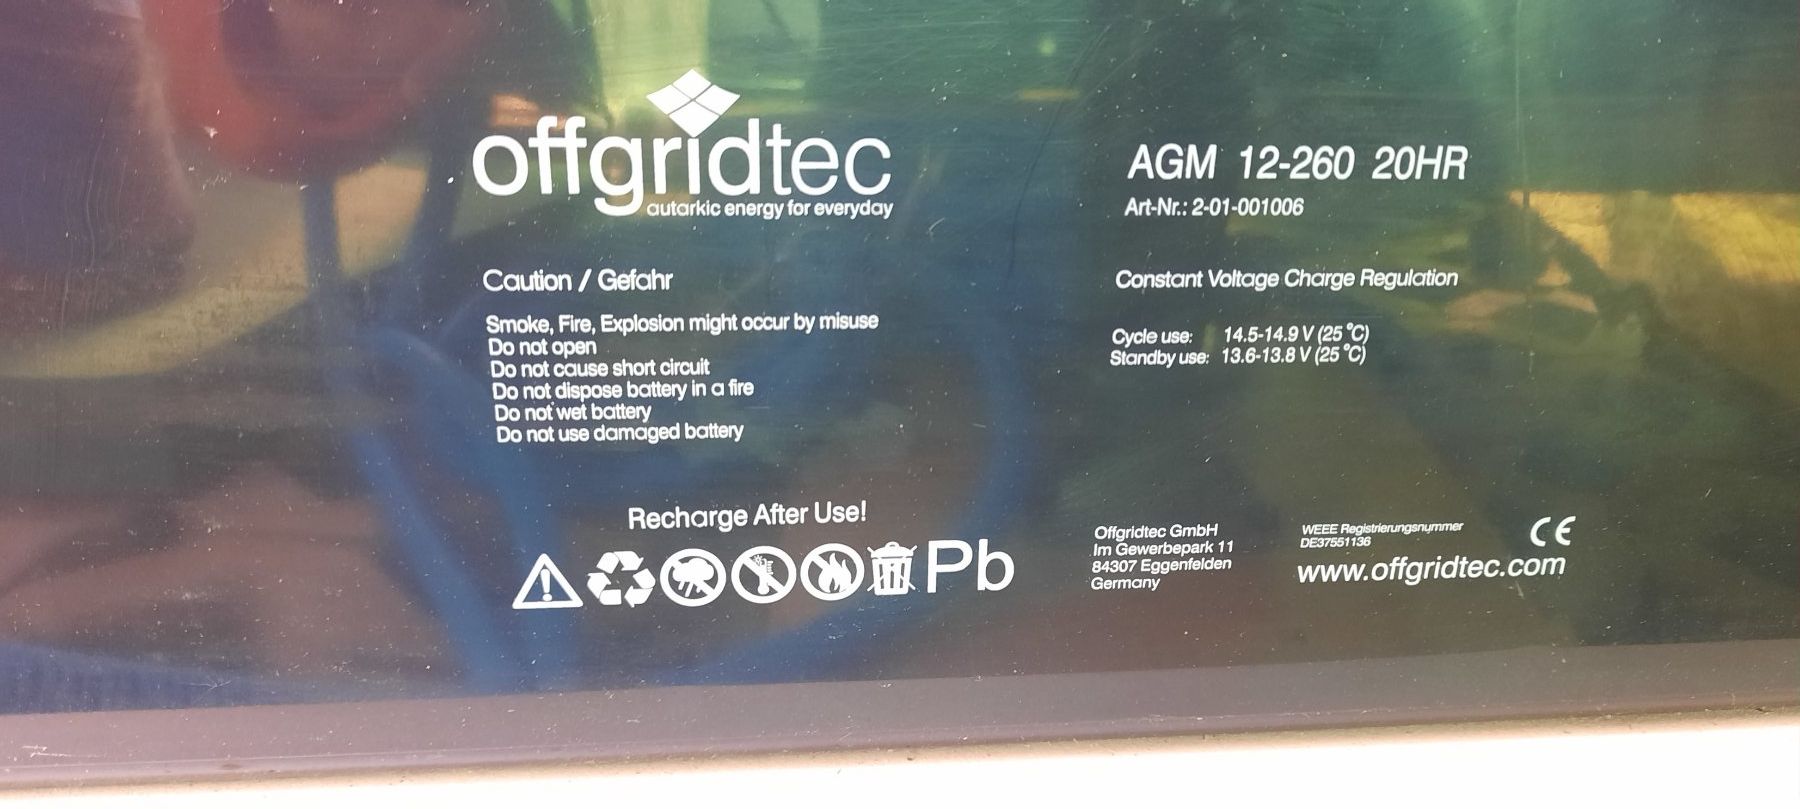 offgridtec
autarkic energy for everyday
AGM 12-260 20HR
Art-Nr.: 2-01-001006
Caution / Gefahr
Smoke, Fire, Explosion might occur by misuse
Do not open
Do not cause short circuit
Do not dispose battery in a fire
Do not wet battery
Do not use damaged battery
Constant Voltage Charge Regulation
Cycle use: 14.5-14.9 V (25 °C)
Standby use: 13.6-13.8 V (25 °C)
Recharge After Use!
Pb
Offgridtec GmbH
Im Gewerbepark 11
84307 Eggenfelden
Germany
WEEE Registrierungsnummer
DE37551136
CE
www.offgridtec.com